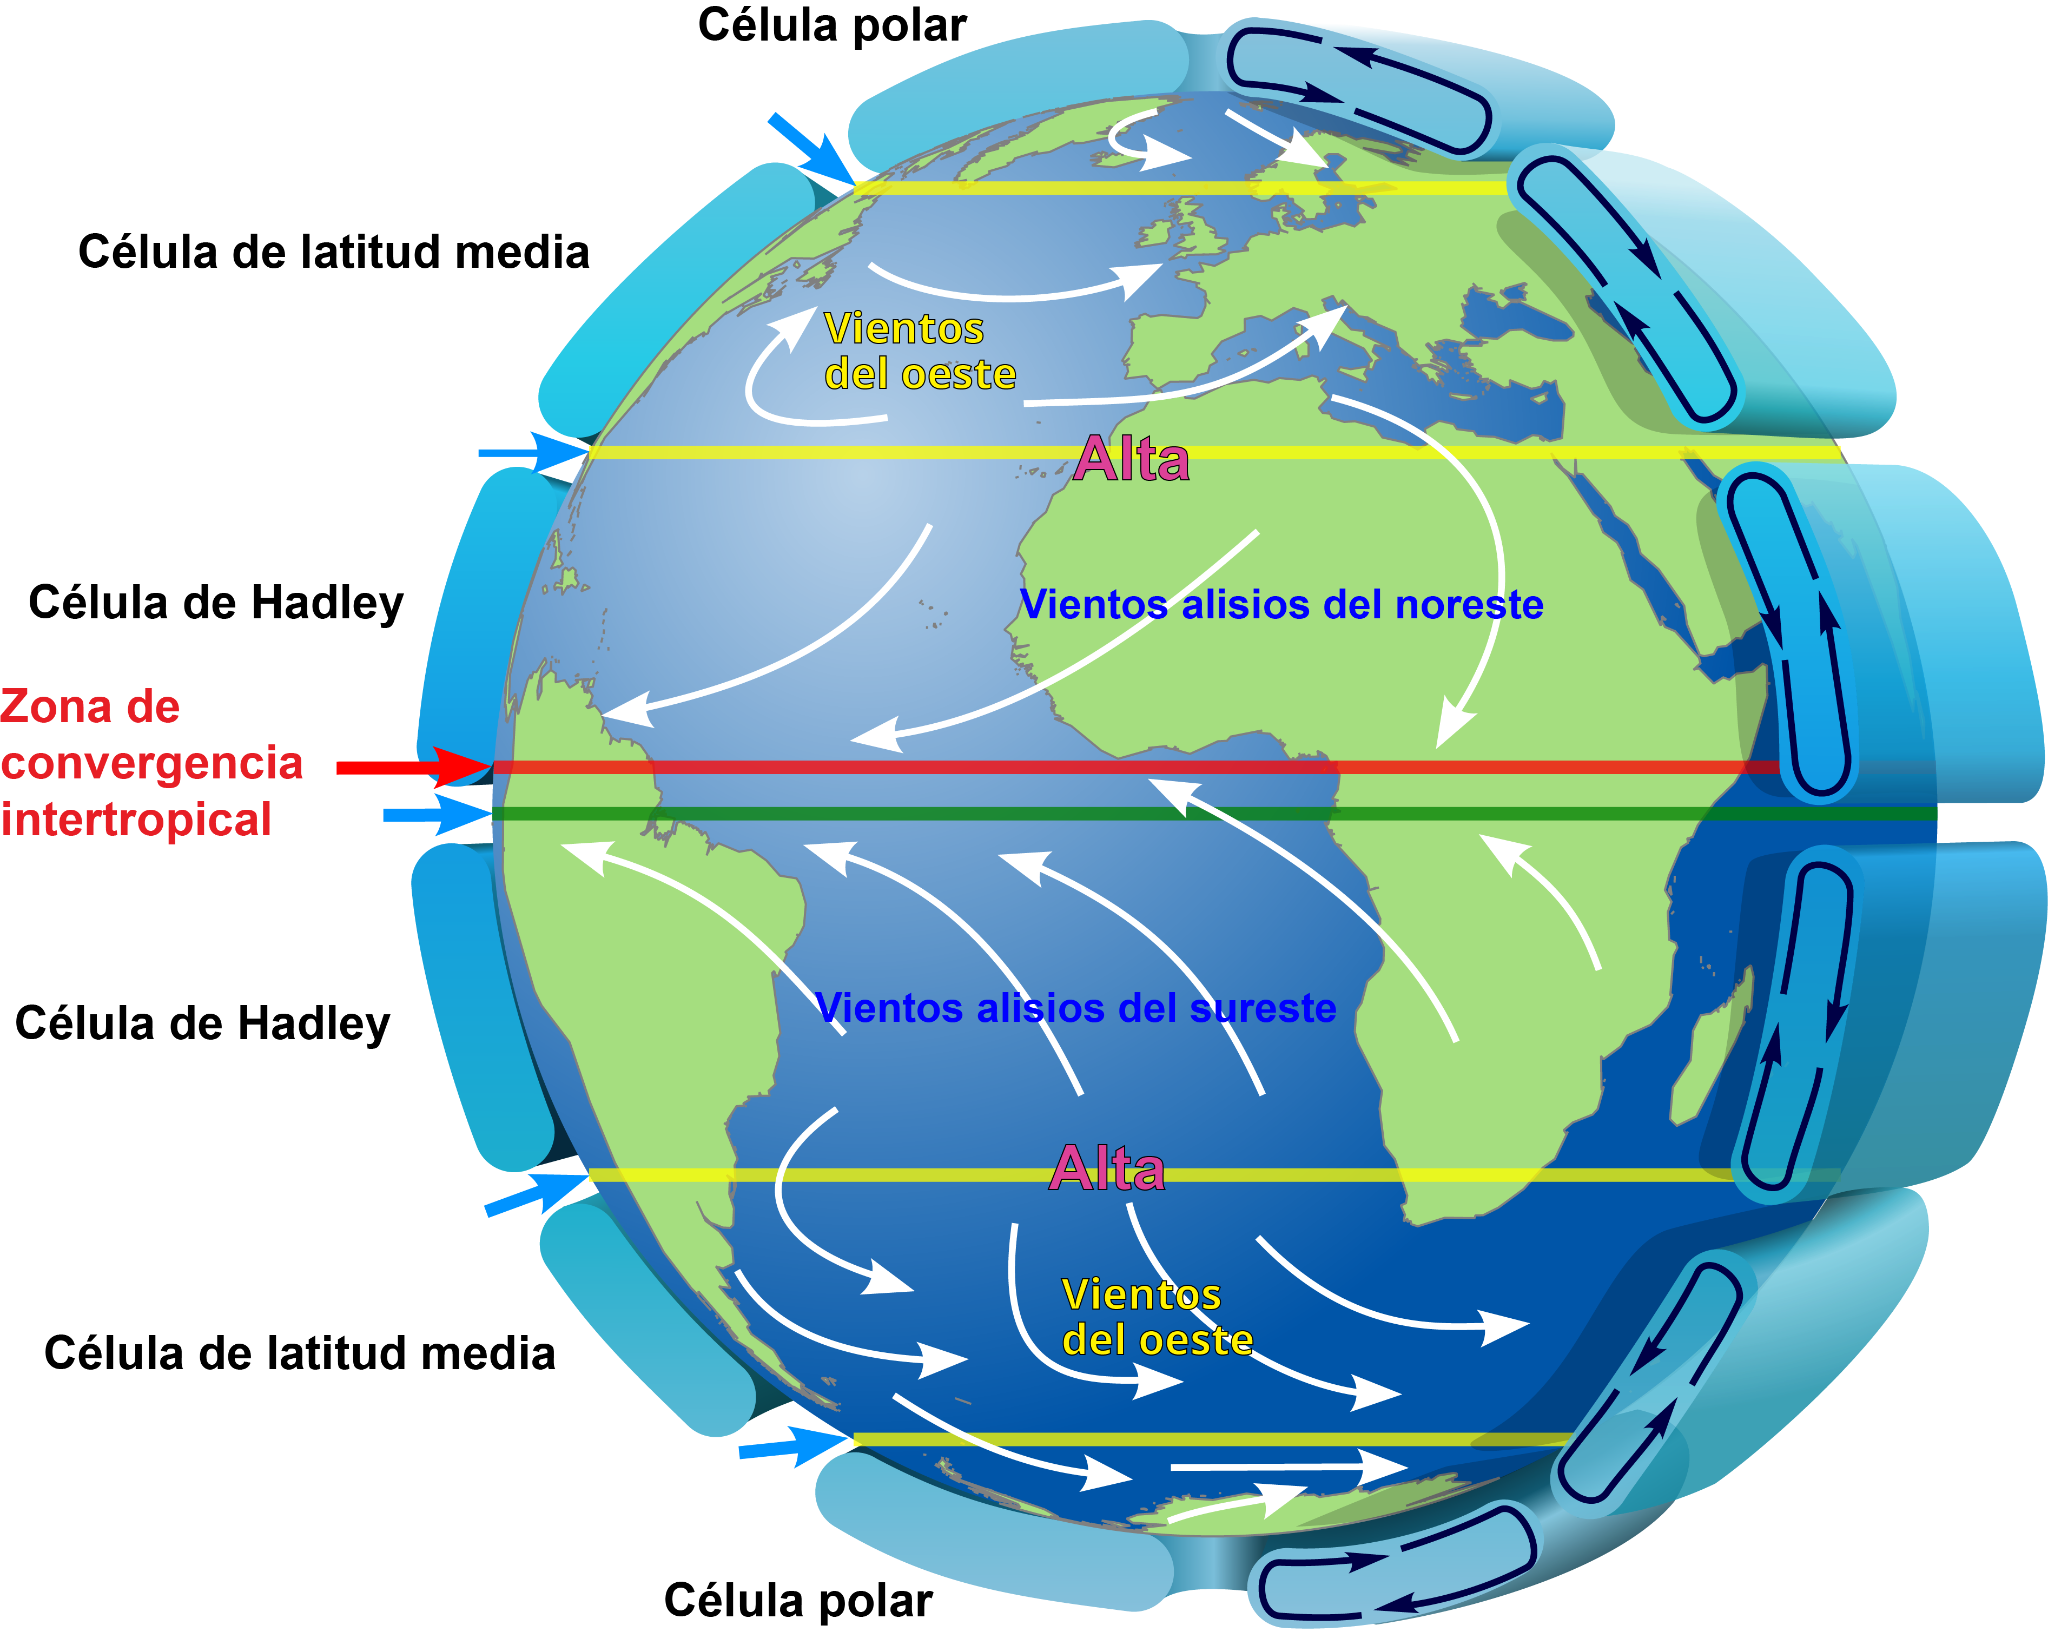 Célula polar
Célula de latitud media
Vientos
del oeste
Alta
Célula de Hadley
Vientos alisios del noreste
Zona de
convergencia
intertropical
Célula de Hadley
Vientos alisios del sureste
Alta
Vientos
del oeste
Célula de latitud media
Célula polar